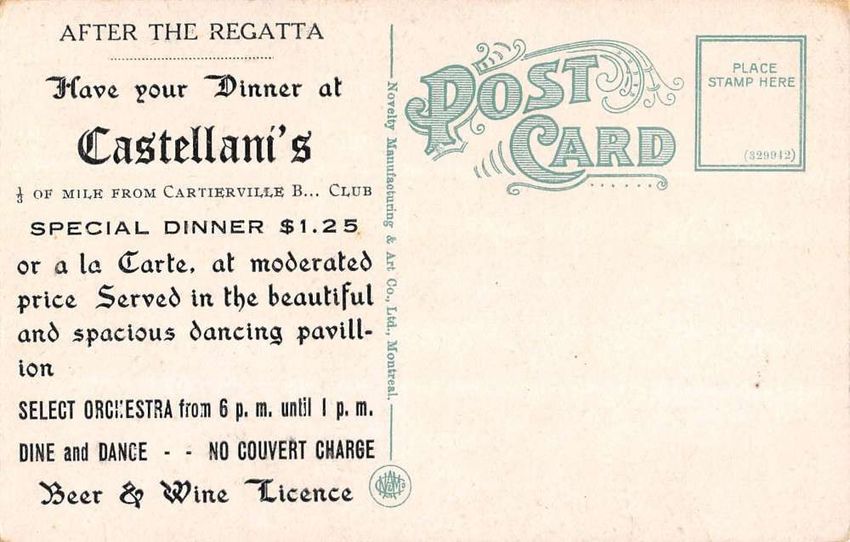 AFTER THE REGATTA
Have your Dinner at
Castellani's
⅓ OF MILE FROM CARTIERVILLE B... CLUB
SPECIAL DINNER $1.25
or a la Carte, at moderated
price Served in the beautiful
and spacious dancing pavill-
ion
SELECT ORCHESTRA from 6 p. m. until 1 p. m.
DINE and DANCE - - NO COUVERT CHARGE
Beer & Wine Licence
Novelty Manufacturing & Art Co., Ltd., Montreal.
POST
CARD
PLACE
STAMP HERE
(329942)